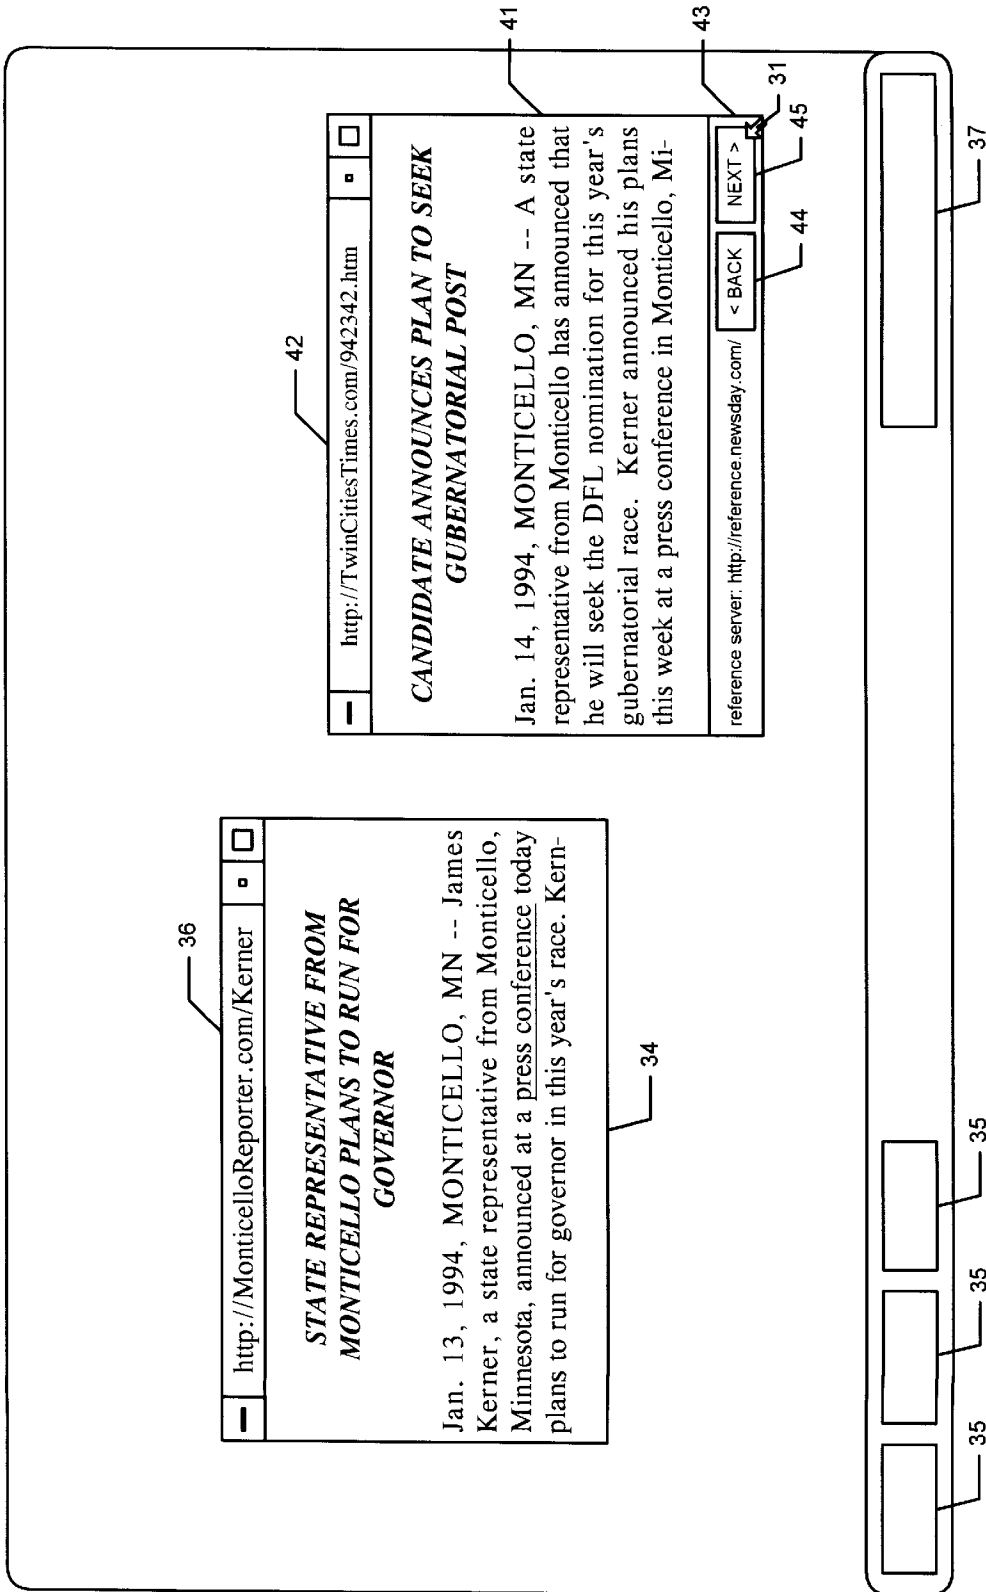 36
http://MonticelloReporter.com/Kerner
STATE REPRESENTATIVE FROM
MONTICELLO PLANS TO RUN FOR
GOVERNOR
Jan. 13, 1994, MONTICELLO, MN -- James
Kerner, a state representative from Monticello,
Minnesota, announced at a press conference today
plans to run for governor in this year's race. Kern-
34
42
http://TwinCitiesTimes.com/942342.htm
CANDIDATE ANNOUNCES PLAN TO SEEK
GUBERNATORIAL POST
Jan. 14, 1994, MONTICELLO, MN -- A state
representative from Monticello has announced that
he will seek the DFL nomination for this year's
gubernatorial race. Kerner announced his plans
this week at a press conference in Monticello, Mi-
reference server: http://reference.newsday.com/ < BACK NEXT >
41
43
31
45
44
35
35
35
37